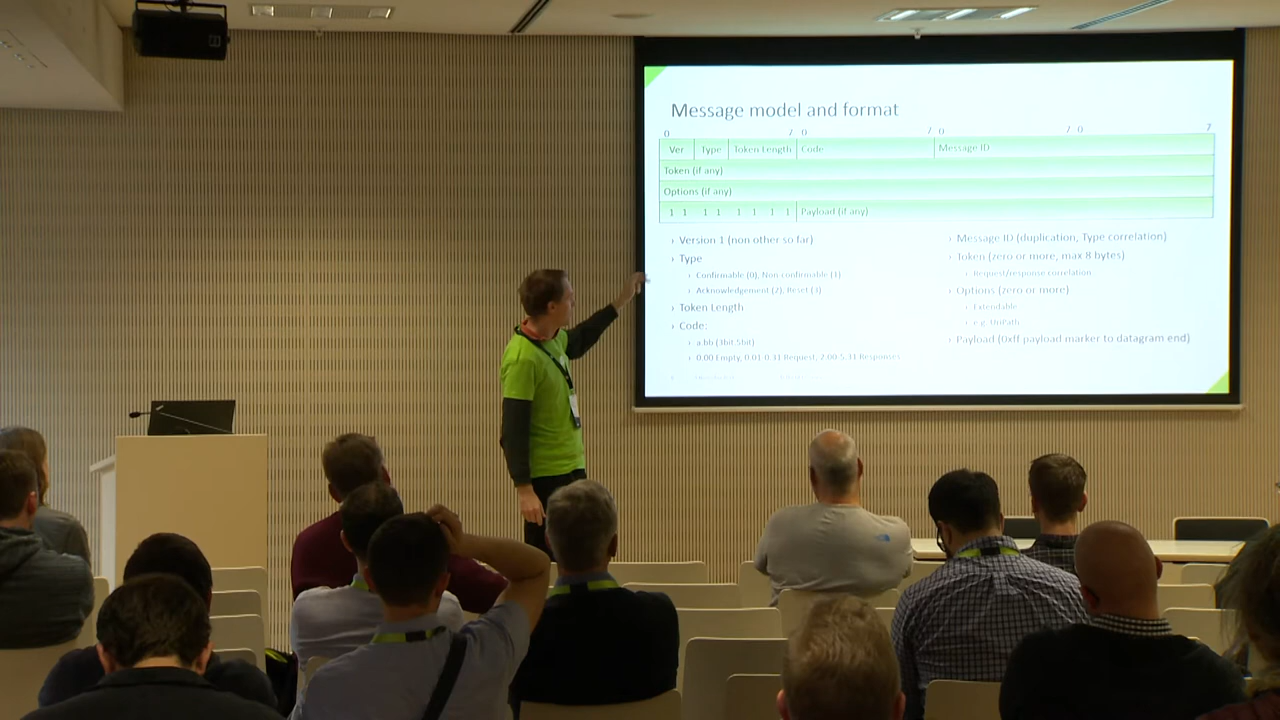 Message model and format
0 7 0 7 0 7 0 7
Ver Type Token Length Code Message ID
Token (if any)
Options (if any)
1 1 1 1 1 1 1 1 Payload (if any)
› Version 1 (non other so far)
› Type
› Confirmable (0), Non confirmable (1)
› Acknowledgement (2), Reset (3)
› Token Length
› Code:
› a.bb (3bit.5bit)
› 0.00 Empty, 0.01-0.31 Request, 2.00-5.31 Responses
› Message ID (duplication, Type correlation)
› Token (zero or more, max 8 bytes)
› Request/response correlation
› Options (zero or more)
› Extendable
› e.g. UriPath
› Payload (0xff payload marker to datagram end)